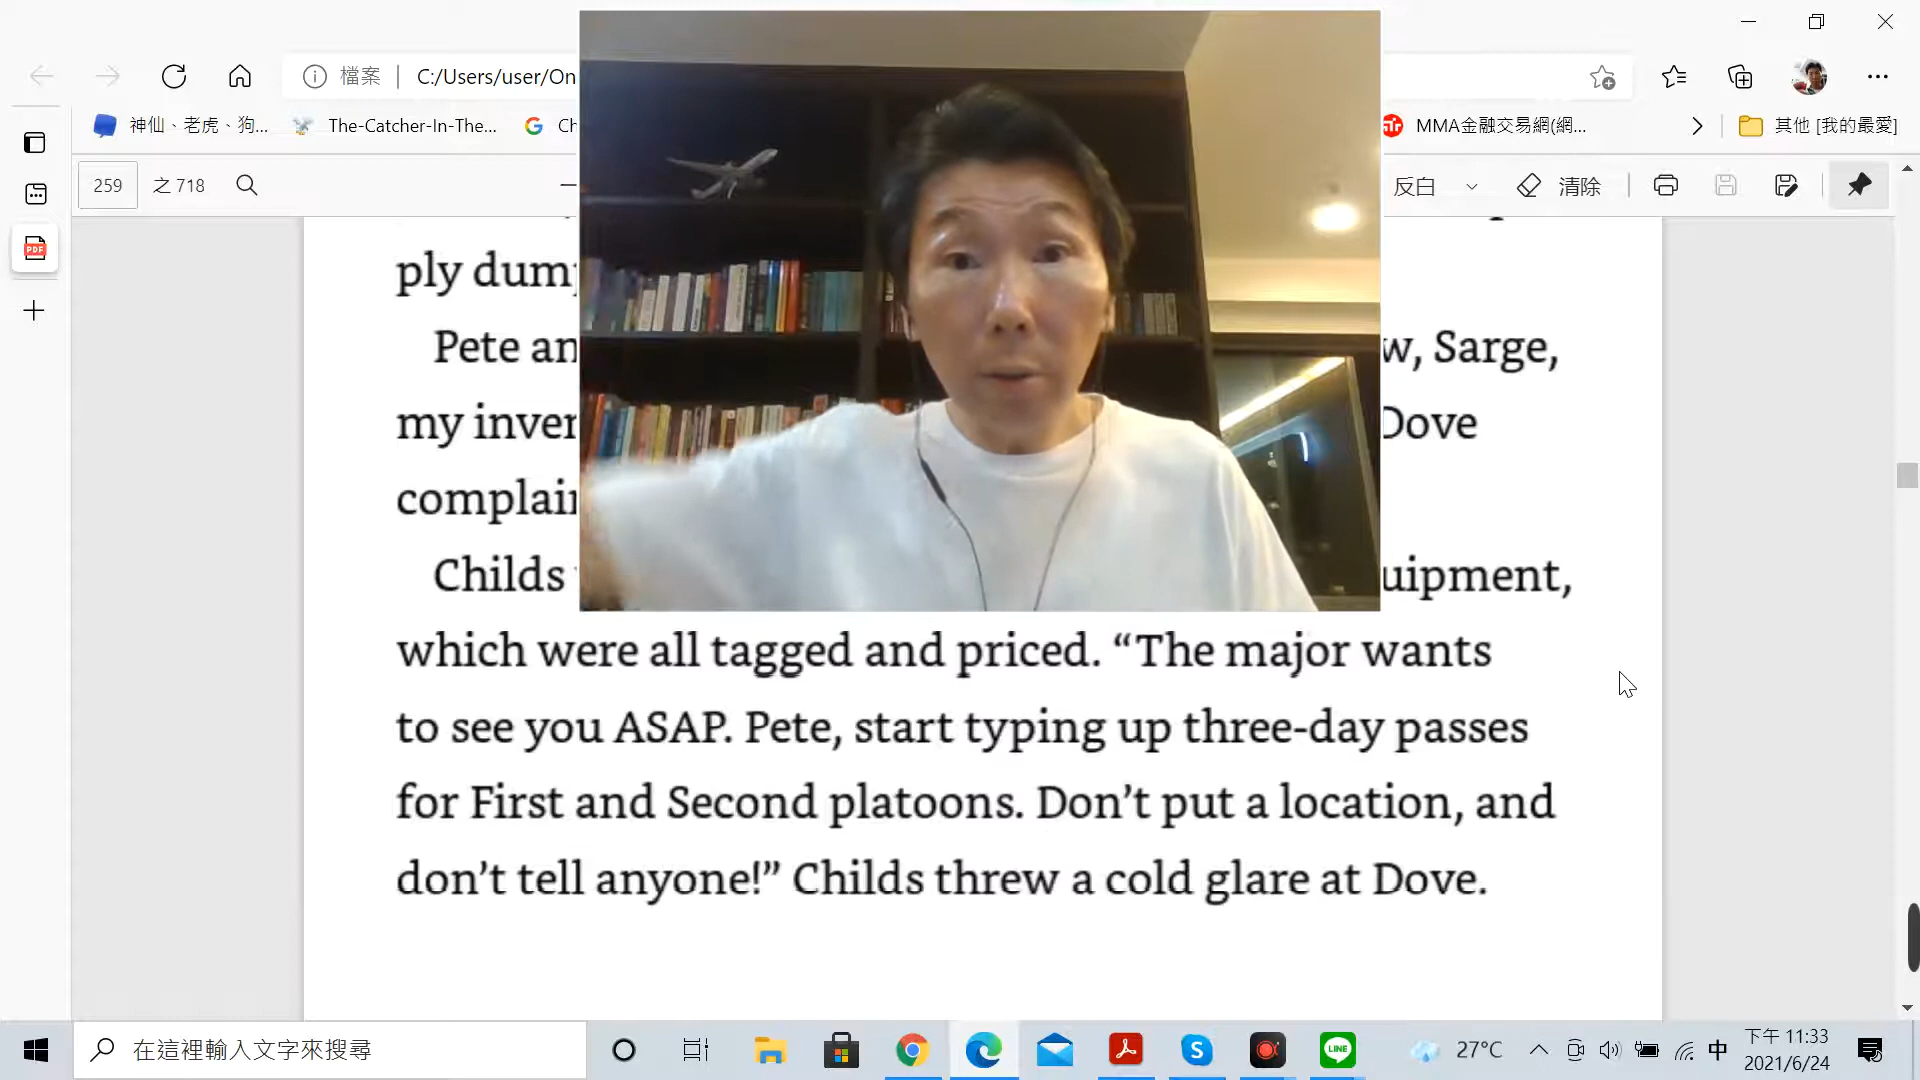 檔案
C:/Users/user/On
神仙、老虎、狗...
The-Catcher-In-The...
Ch
MMA金融交易網(網...
其他 [我的最愛]
259
之 718
反白
清除
PDF
ply dum
Pete an
w, Sarge,
my inver
Dove
complain
Childs
uipment,
which were all tagged and priced. “The major wants
to see you ASAP. Pete, start typing up three-day passes
for First and Second platoons. Don’t put a location, and
don’t tell anyone!” Childs threw a cold glare at Dove.
在這裡輸入文字來搜尋
LINE
27°C
中
下午 11:33
2021/6/24